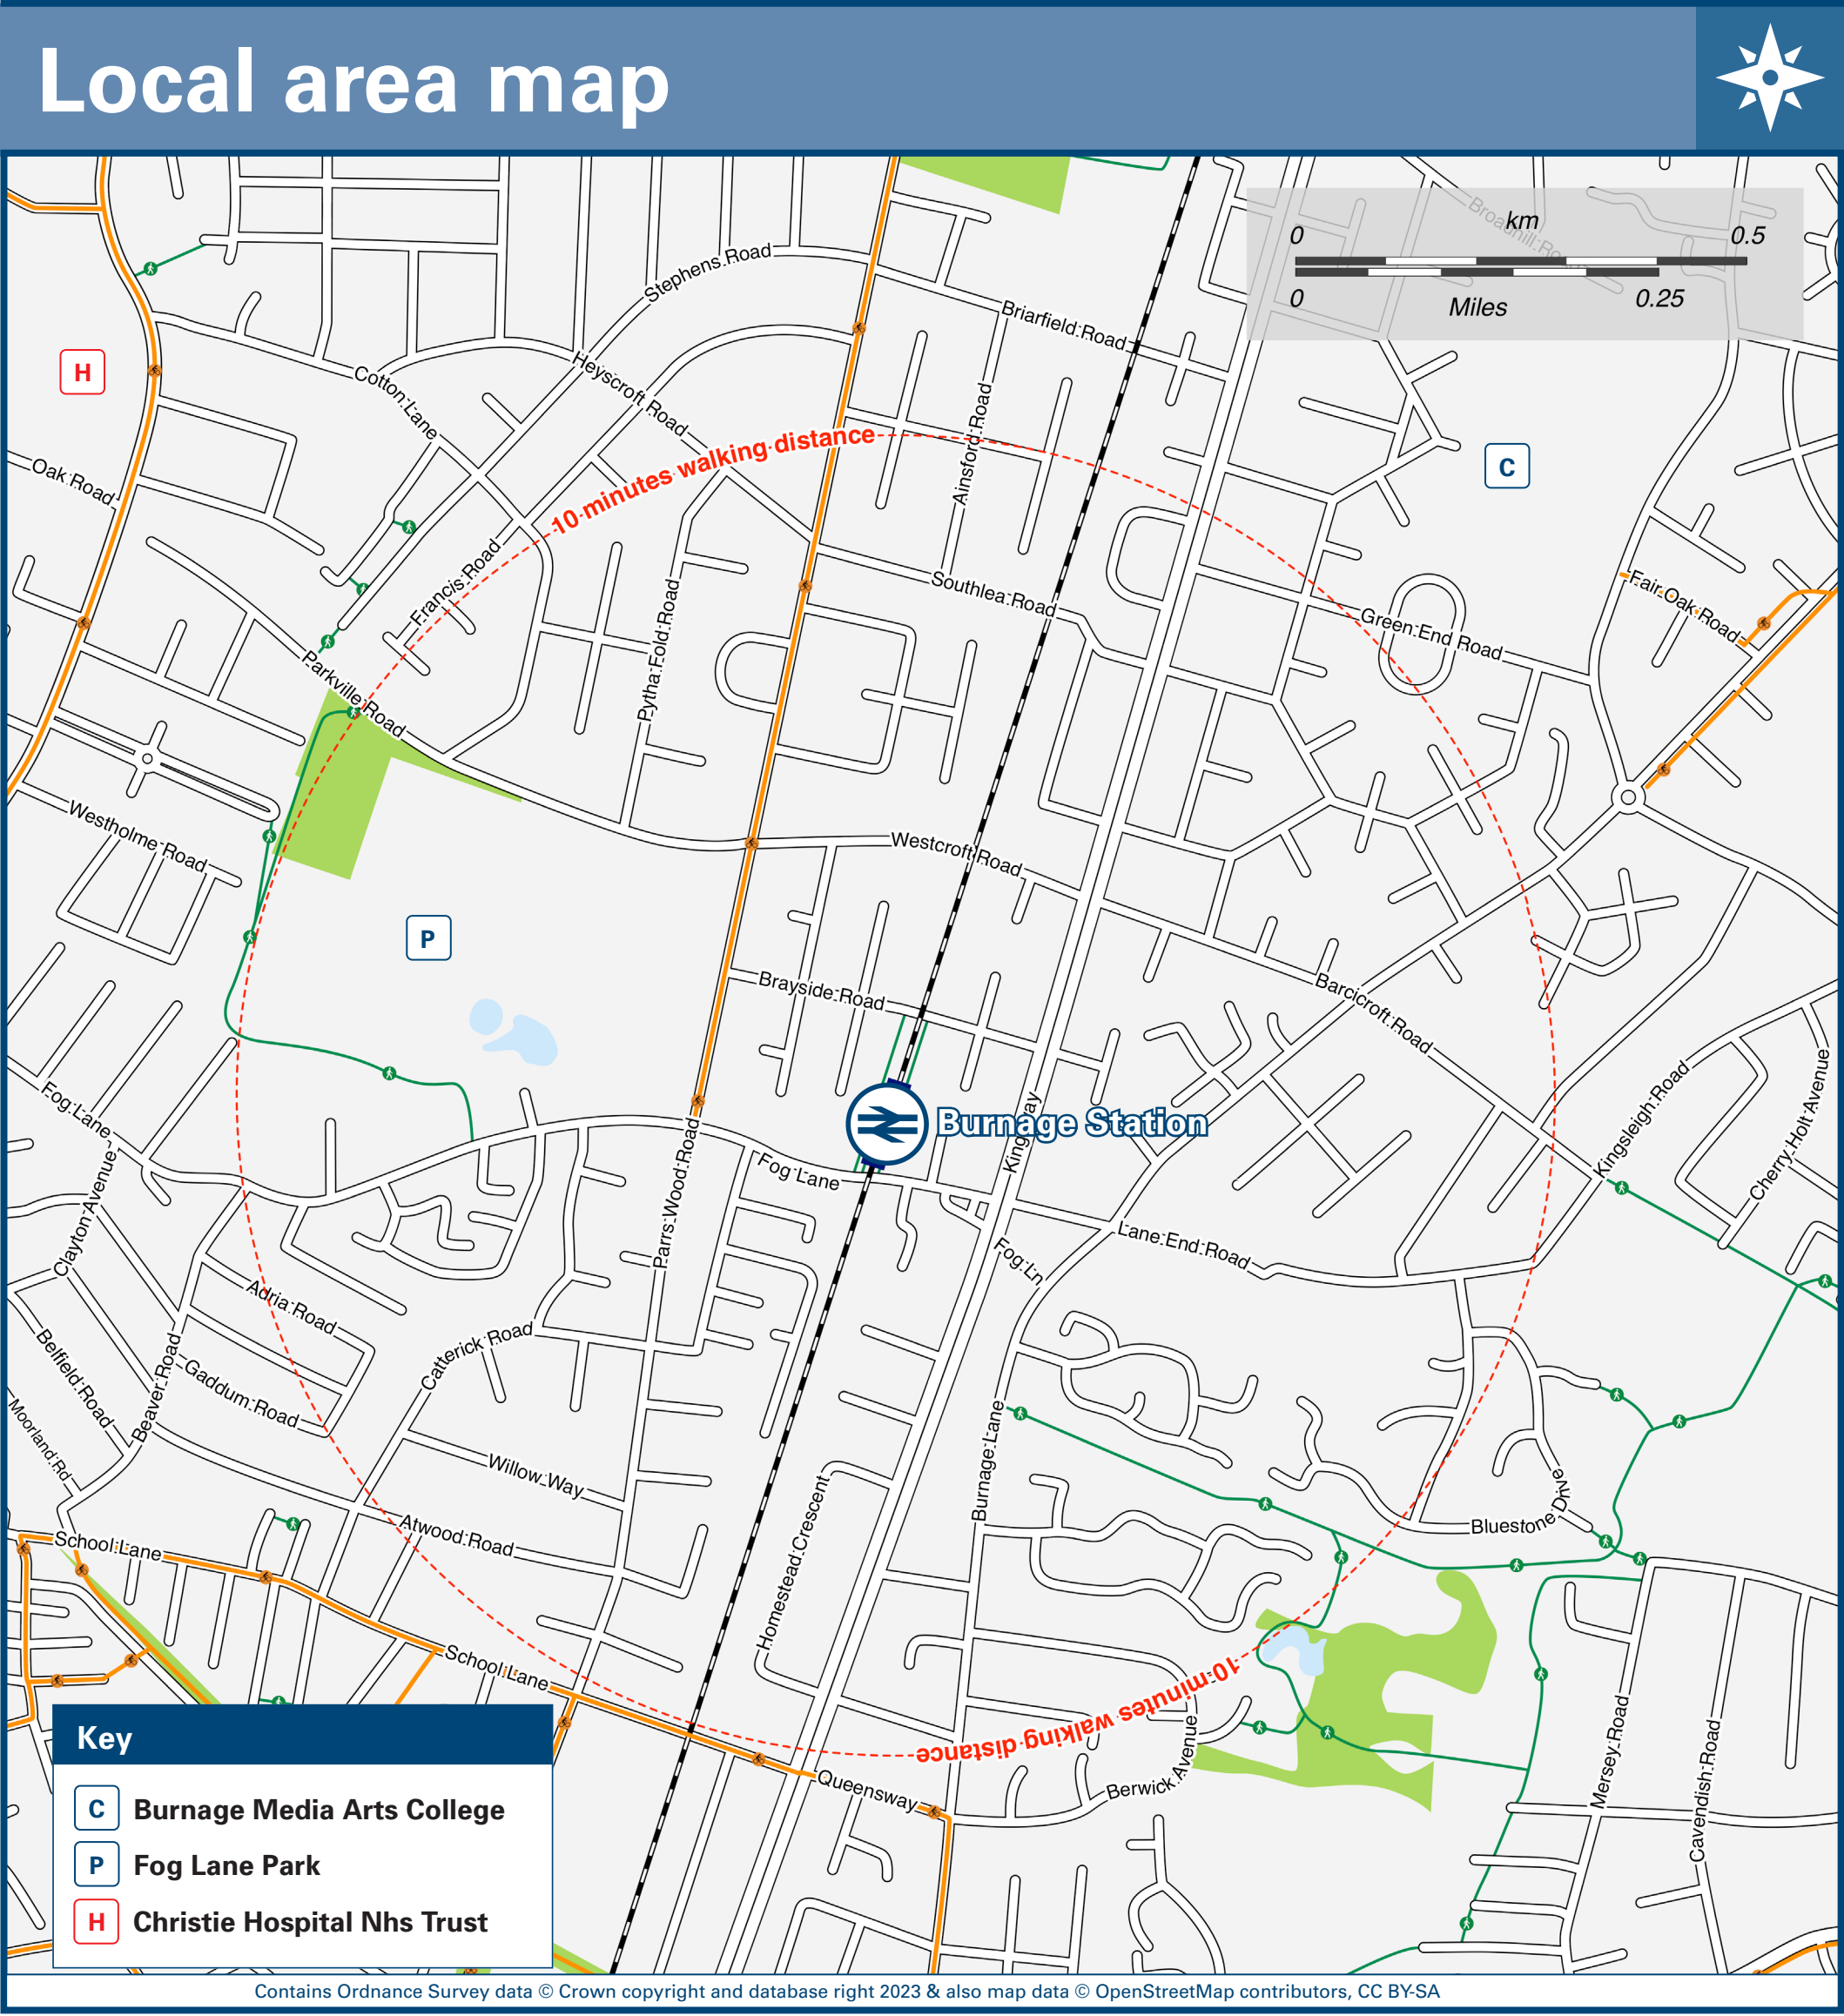 Local area map
Broadhill Road
km
0
0.5
0
0.25
Miles
Stephens Road
Briarfield Road
Heyscroft Road
Cotton Lane
H
C
Ainsford Road
10 minutes walking distance
Oak Road
Francis Road
Southlea Road
Pytha Fold Road
Green End Road
Fair Oak Road
Parkville Road
Westholme Road
Westcroft Road
P
Brayside Road
Barcicroft Road
Fog Lane
Burnage Station
Kingsway
Kingsleigh Road
Cherry Holt Avenue
Clayton Avenue
Fog Lane
Parrs Wood Road
Lane End Road
Fog Ln
Adria Road
Belfield Road
Beaver Road
Gaddum Road
Catterick Road
Moorland Rd
Willow Way
Burnage Lane
Homestead Crescent
Bluestone Drive
Atwood Road
School Lane
School Lane
10 minutes walking distance
Queensway
Berwick Avenue
Mersey Road
Cavendish Road
Key
C Burnage Media Arts College
P Fog Lane Park
H Christie Hospital Nhs Trust
Contains Ordnance Survey data © Crown copyright and database right 2023 & also map data © OpenStreetMap contributors, CC BY-SA